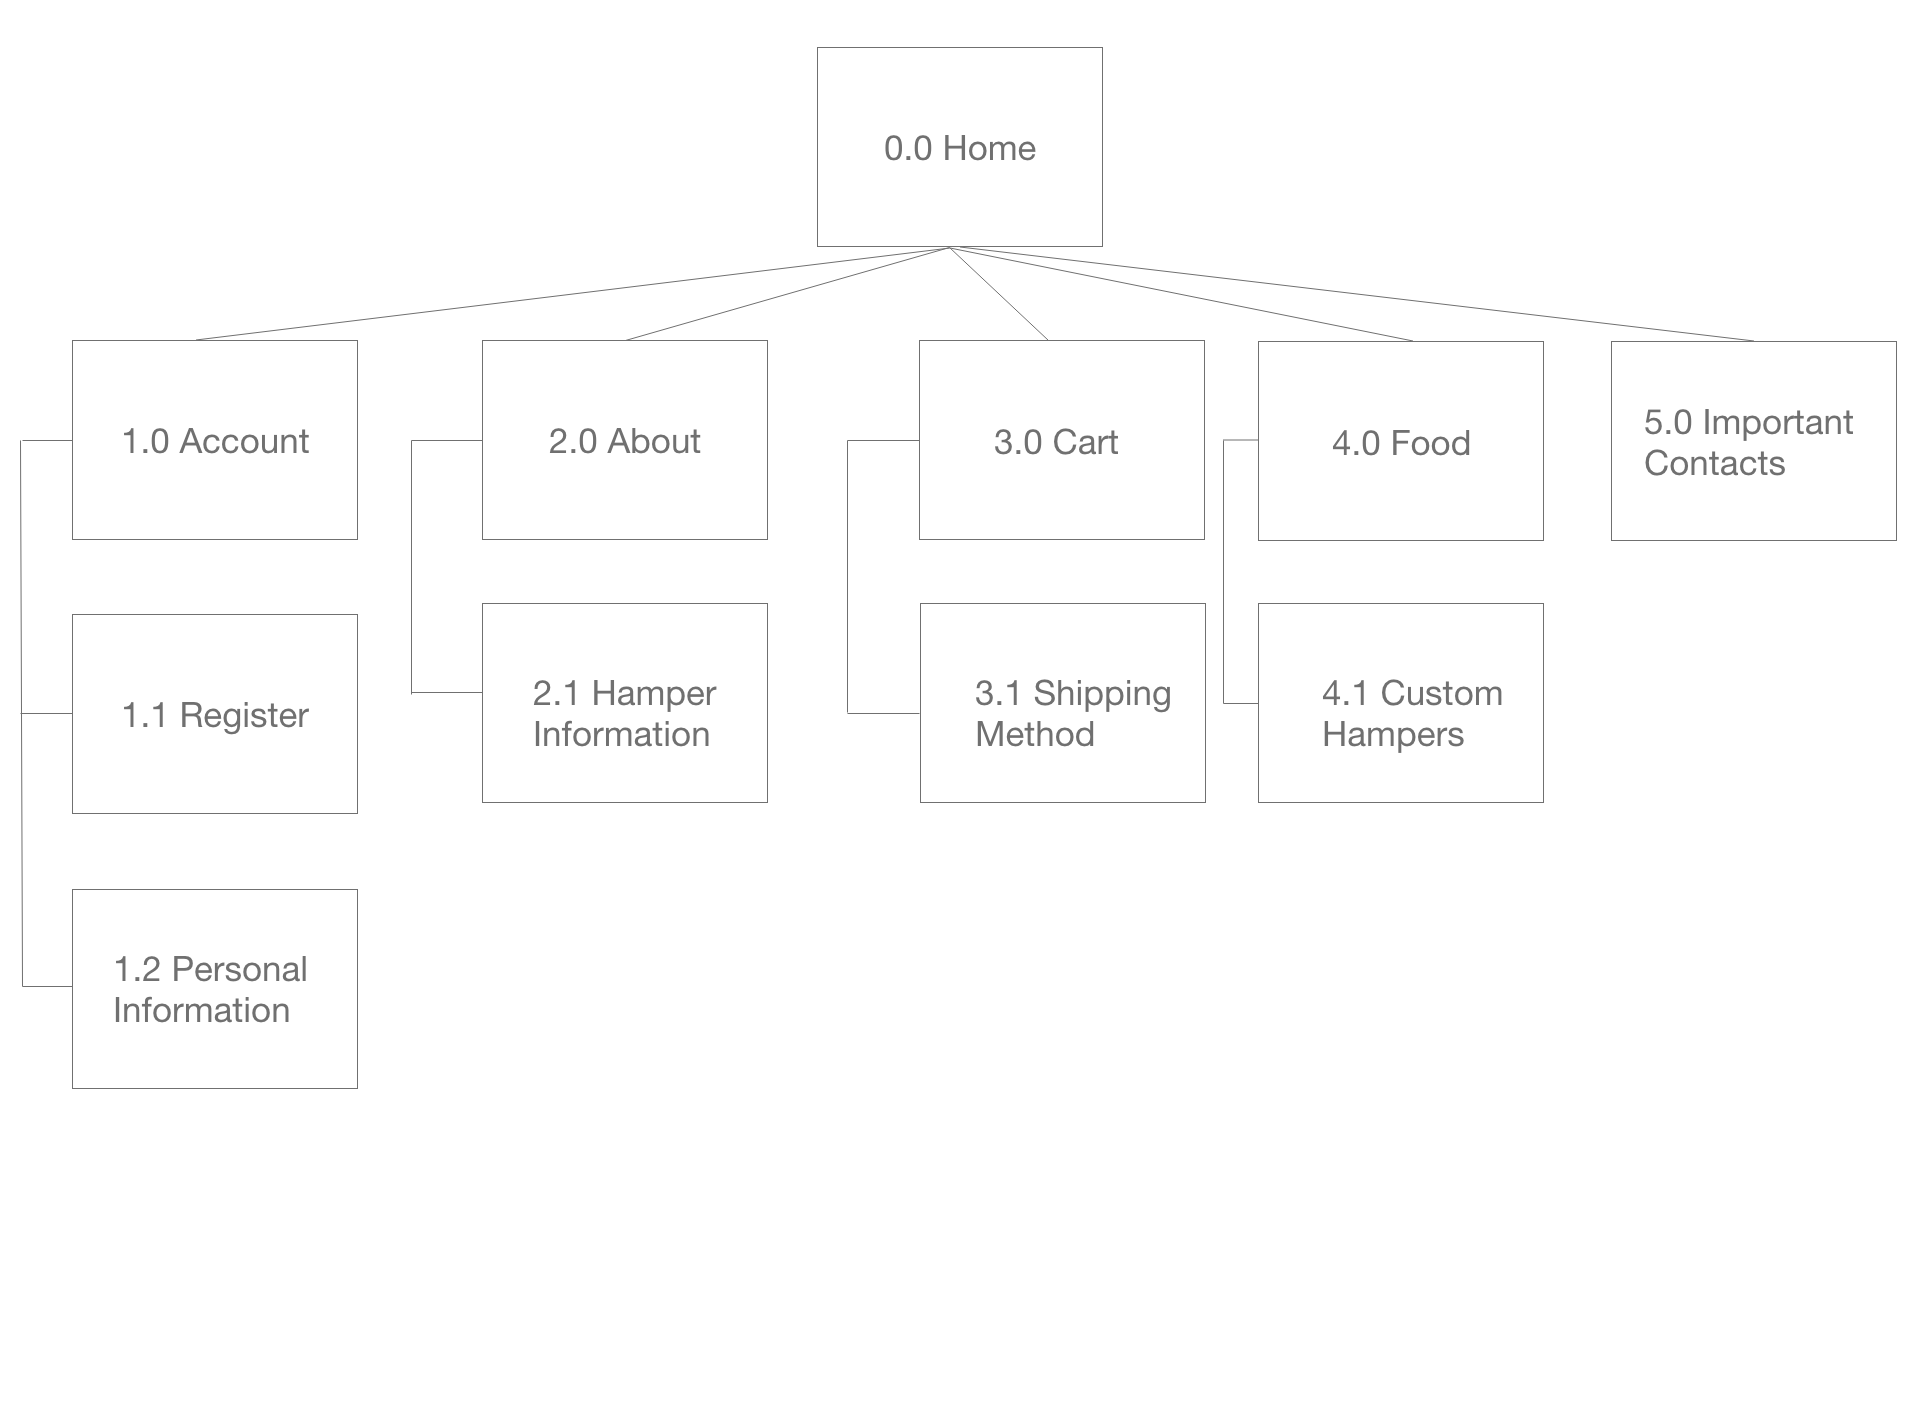 0.0 Home
1.0 Account
2.0 About
3.0 Cart
4.0 Food
5.0 Important
Contacts
1.1 Register
2.1 Hamper
Information
3.1 Shipping
Method
4.1 Custom
Hampers
1.2 Personal
Information